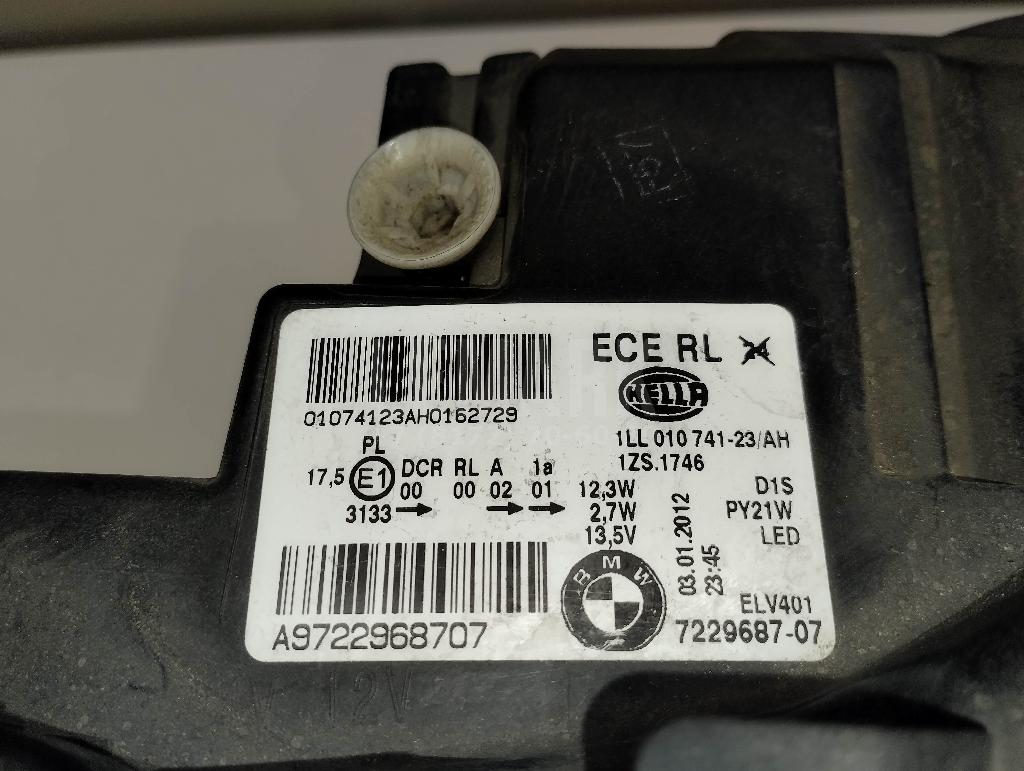 ECE RL
HELLA
01074123AH0162729
1LL 010 741-23/AH
1ZS.1746
PL
17,5 E1 DCR RL A 1a
00 00 02 01
3133 → → →
12,3W
2,7W
13,5V
03.01.2012
23:45
D1S
PY21W
LED
BMW
ELV401
A9722968707
7229687-07
12V